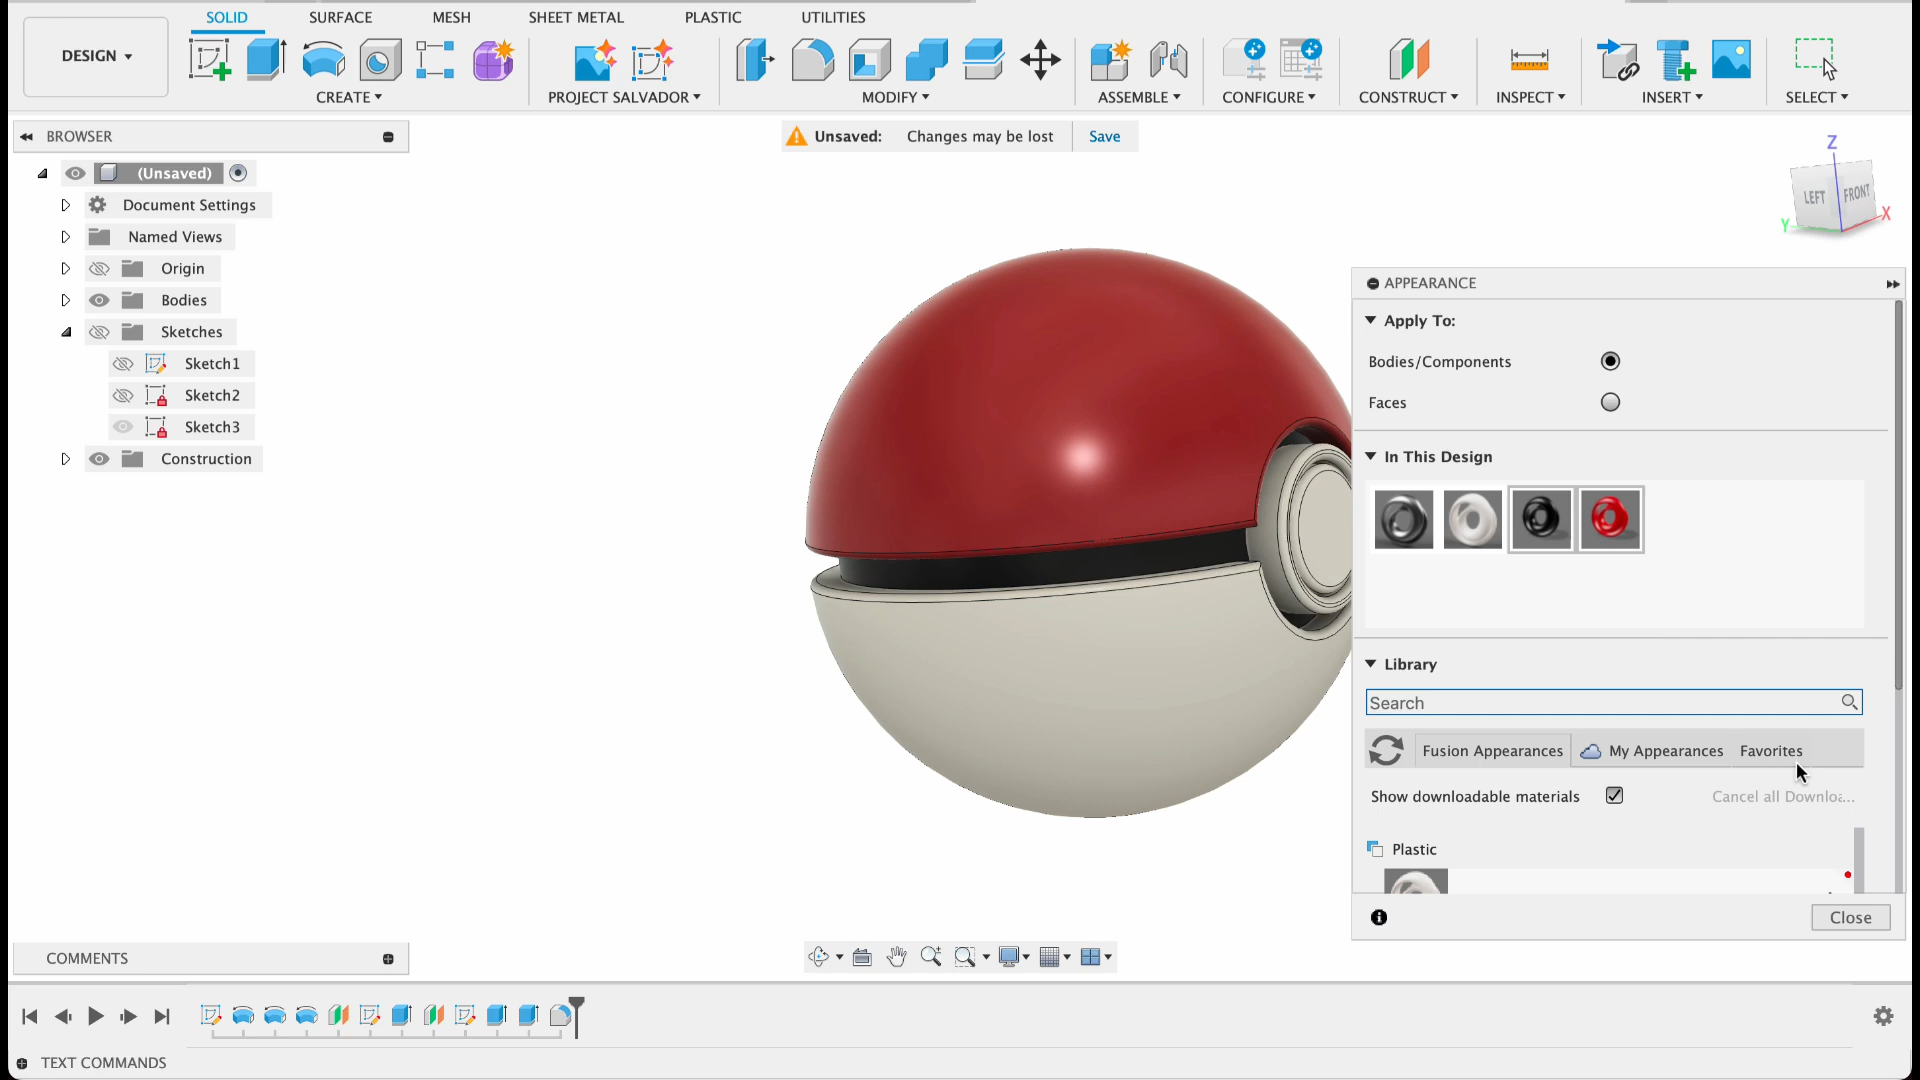 SOLID SURFACE MESH SHEET METAL PLASTIC UTILITIES
DESIGN
CREATE PROJECT SALVADOR MODIFY ASSEMBLE CONFIGURE CONSTRUCT INSPECT INSERT SELECT
BROWSER
Unsaved: Changes may be lost Save
(Unsaved)
Document Settings
Named Views
Origin
Bodies
Sketches
Sketch1
Sketch2
Sketch3
Construction
Z
LEFT FRONT
Y X
APPEARANCE
Apply To:
Bodies/Components
Faces
In This Design
Library
Search
Fusion Appearances My Appearances Favorites
Show downloadable materials Cancel all Downloa...
Plastic
Close
COMMENTS
TEXT COMMANDS